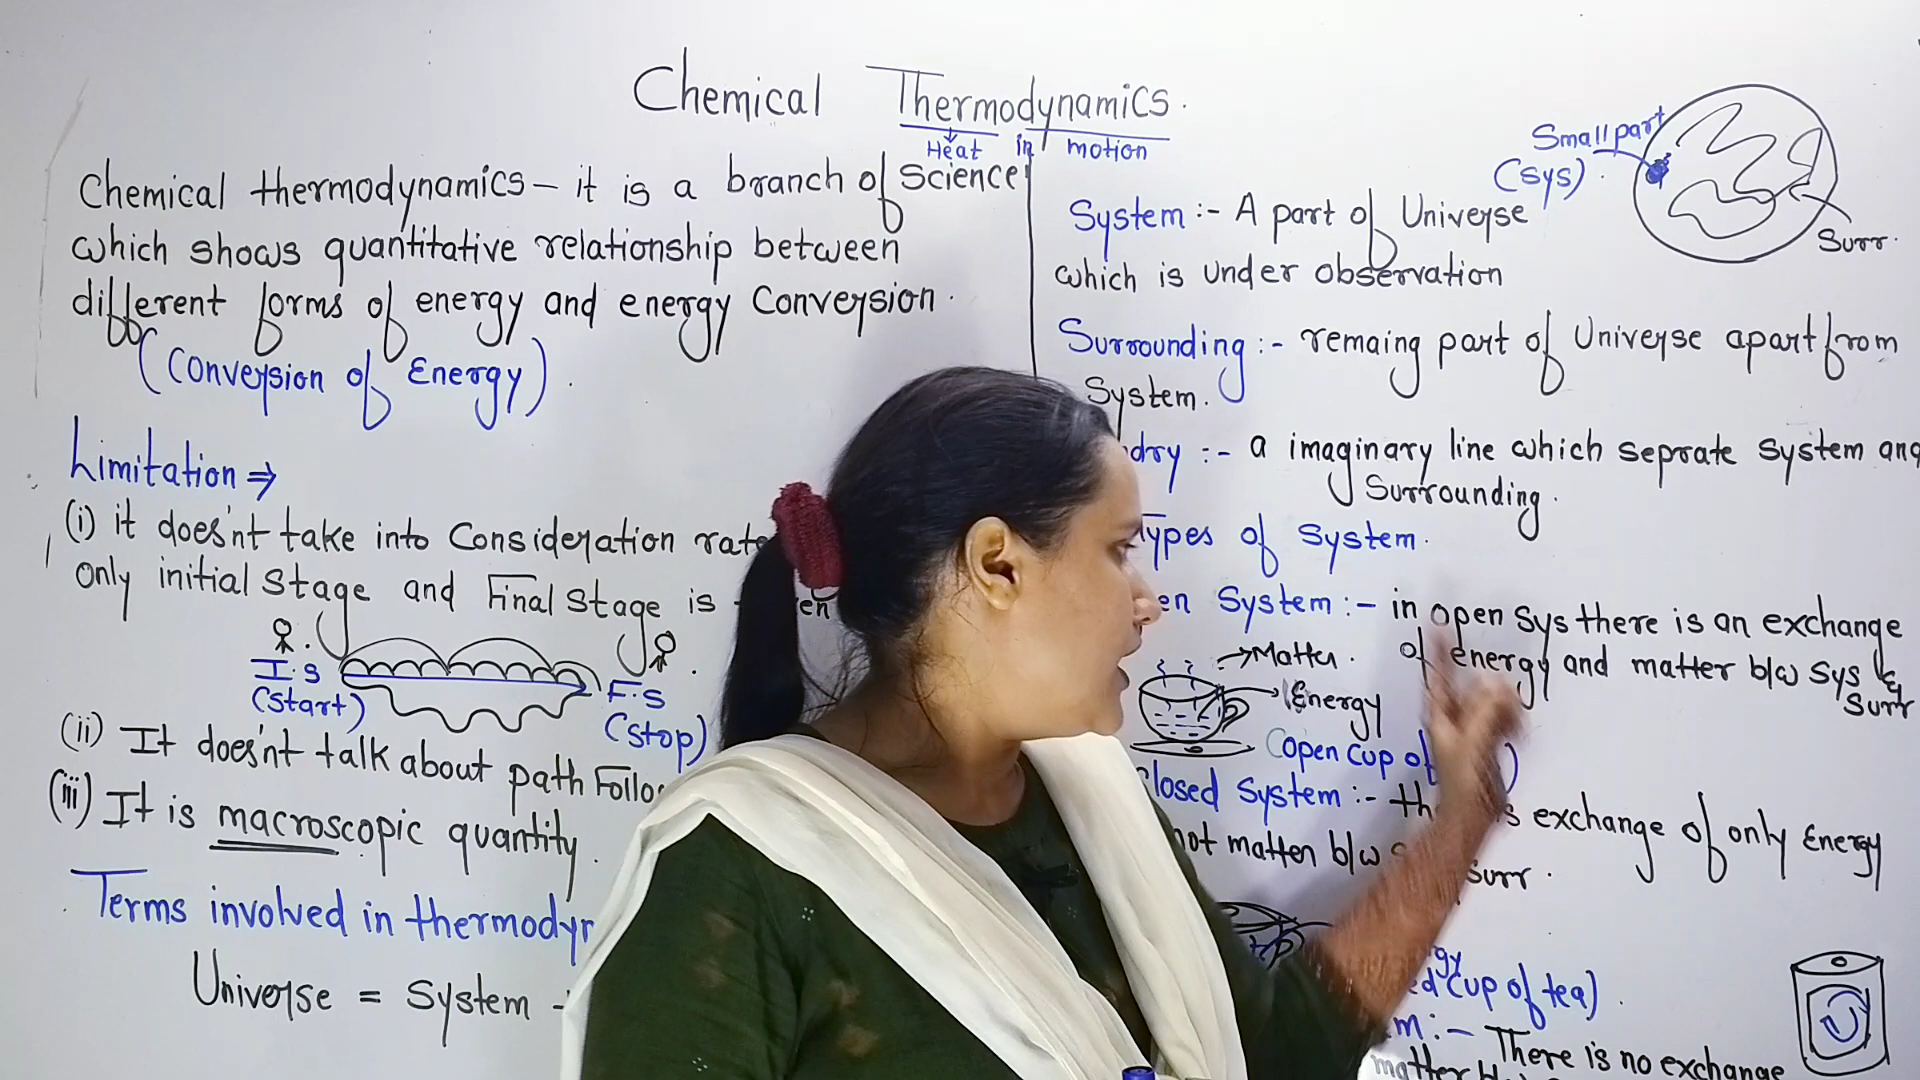 Chemical Thermodynamics.
Heat in motion
Chemical thermodynamics – it is a branch of science
which shows quantitative relationship between
different forms of energy and energy Conversion.
(Conversion of Energy).
Limitation ⇒
(i) it does'nt take into Consideration rate
only initial stage and Final stage is
I.S
(Start)
F.S
(Stop)
(ii) It does'nt talk about path
(iii) It is macroscopic quantity.
Terms involved in
Universe = System
Small part
(sys).
Surr.
System :- A part of Universe
which is under observation
Surrounding :- remaing part of Universe apart from
System.
:- a imaginary line which seprate system and
Surrounding.
Types of System.
System :- in open sys there is an exchange
of energy and matter b/w sys &
Surr
→Matter.
→Energy
(open cup of
System :- exchange of only Energy
not matter b/w Surr.
cup of tea).
:- There is no exchange
matter